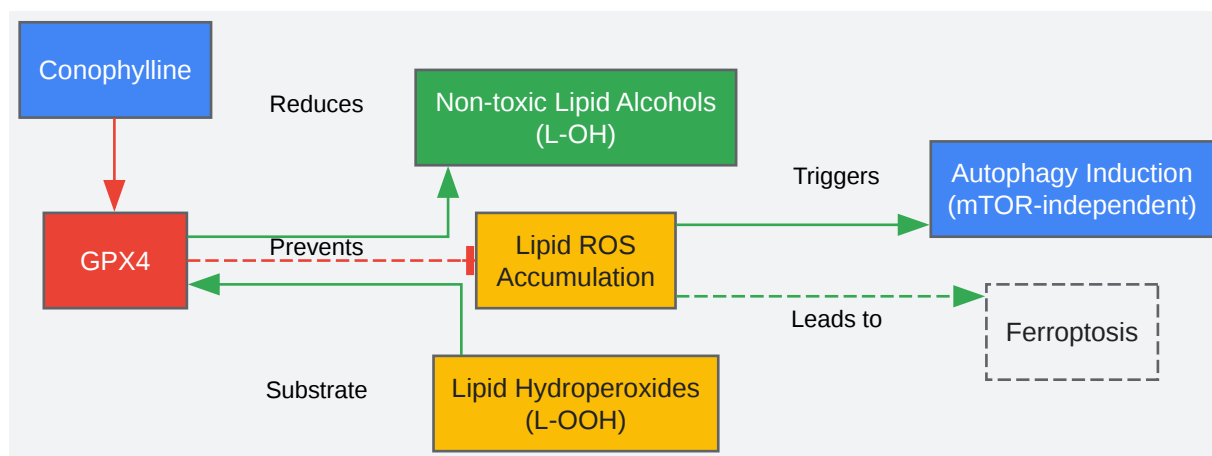 Conophylline
Reduces
Non-toxic Lipid Alcohols
(L-OH)
Triggers
Autophagy Induction
(mTOR-independent)
GPX4
Prevents
Lipid ROS
Accumulation
Leads to
Ferroptosis
Substrate
Lipid Hydroperoxides
(L-OOH)